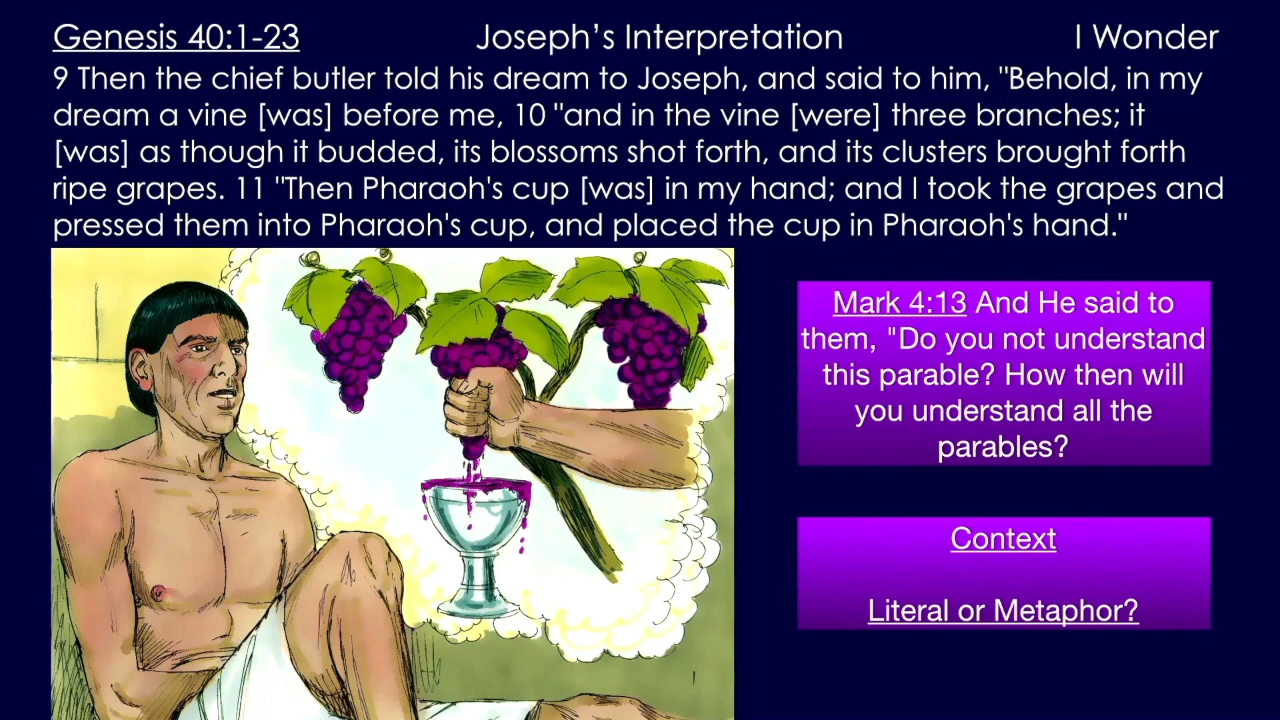 Genesis 40:1-23 Joseph’s Interpretation I Wonder
9 Then the chief butler told his dream to Joseph, and said to him, "Behold, in my
dream a vine [was] before me, 10 "and in the vine [were] three branches; it
[was] as though it budded, its blossoms shot forth, and its clusters brought forth
ripe grapes. 11 "Then Pharaoh's cup [was] in my hand; and I took the grapes and
pressed them into Pharaoh's cup, and placed the cup in Pharaoh's hand."
Mark 4:13 And He said to
them, "Do you not understand
this parable? How then will
you understand all the
parables?
Context
Literal or Metaphor?